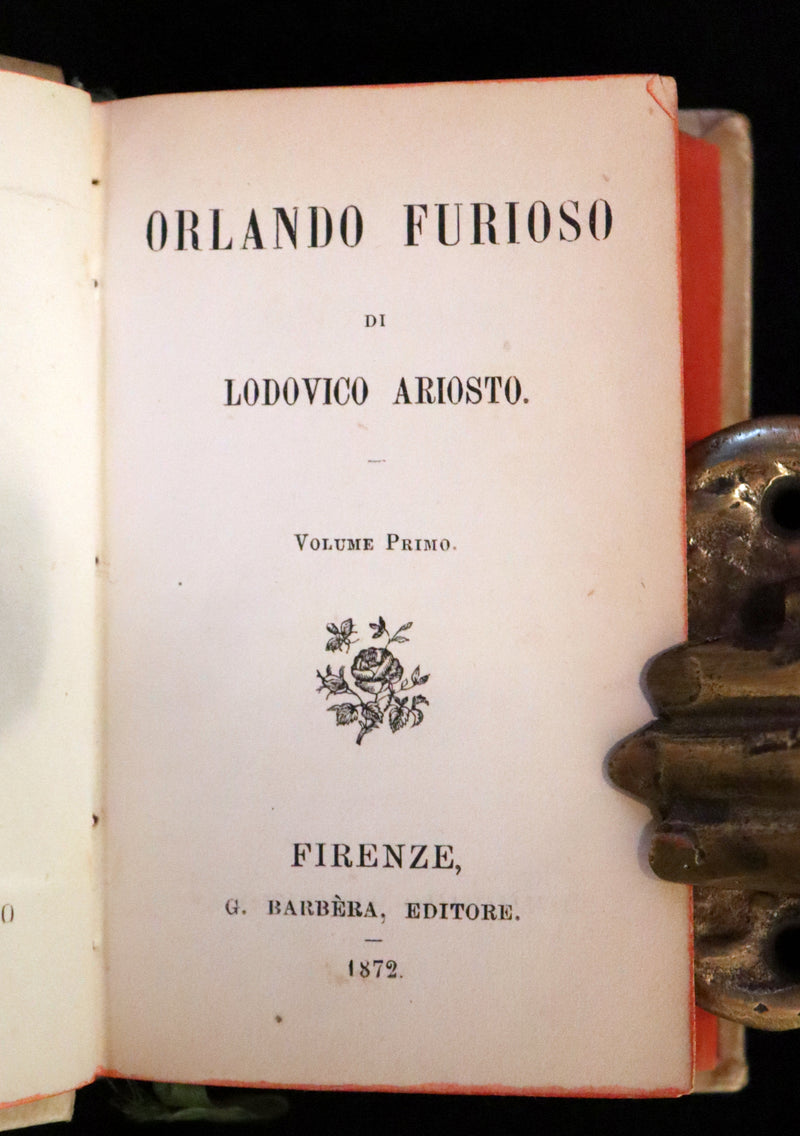 ORLANDO FURIOSO
DI
LODOVICO ARIOSTO.
VOLUME PRIMO.
FIRENZE,
G. BARBÈRA, EDITORE.
1872.